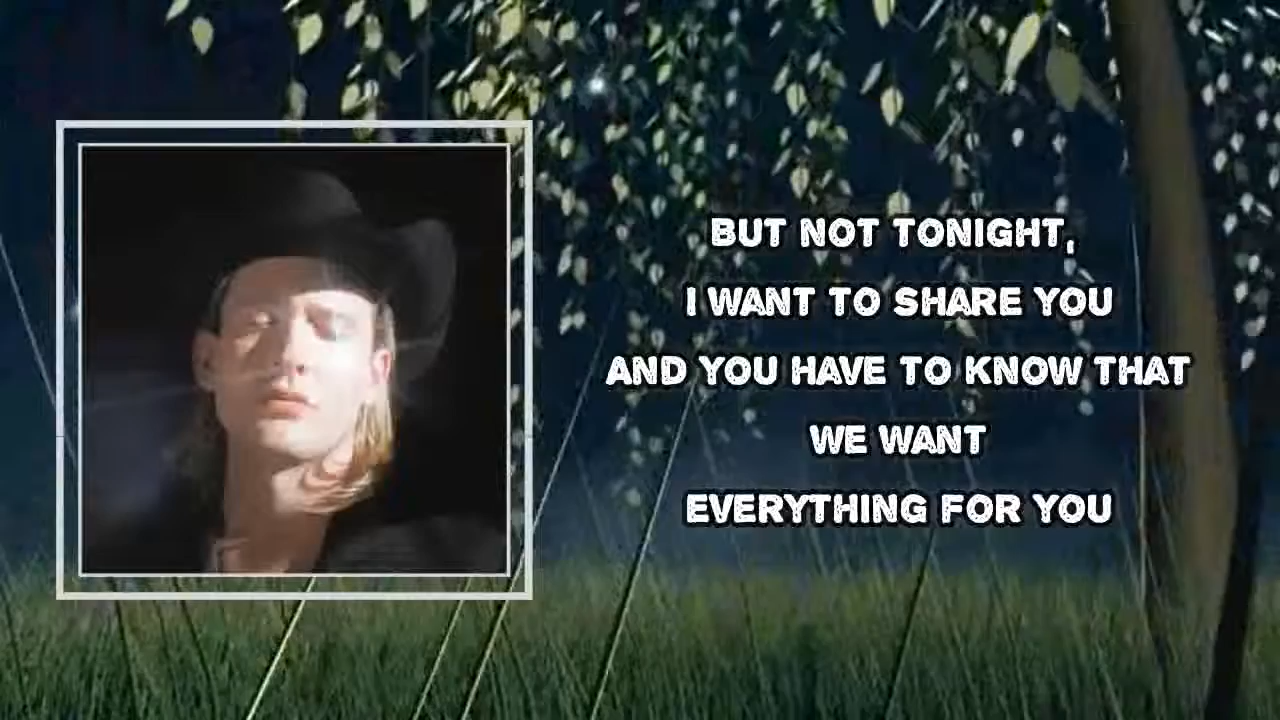 BUT NOT TONIGHT,
I WANT TO SHARE YOU
AND YOU HAVE TO KNOW THAT
WE WANT
EVERYTHING FOR YOU